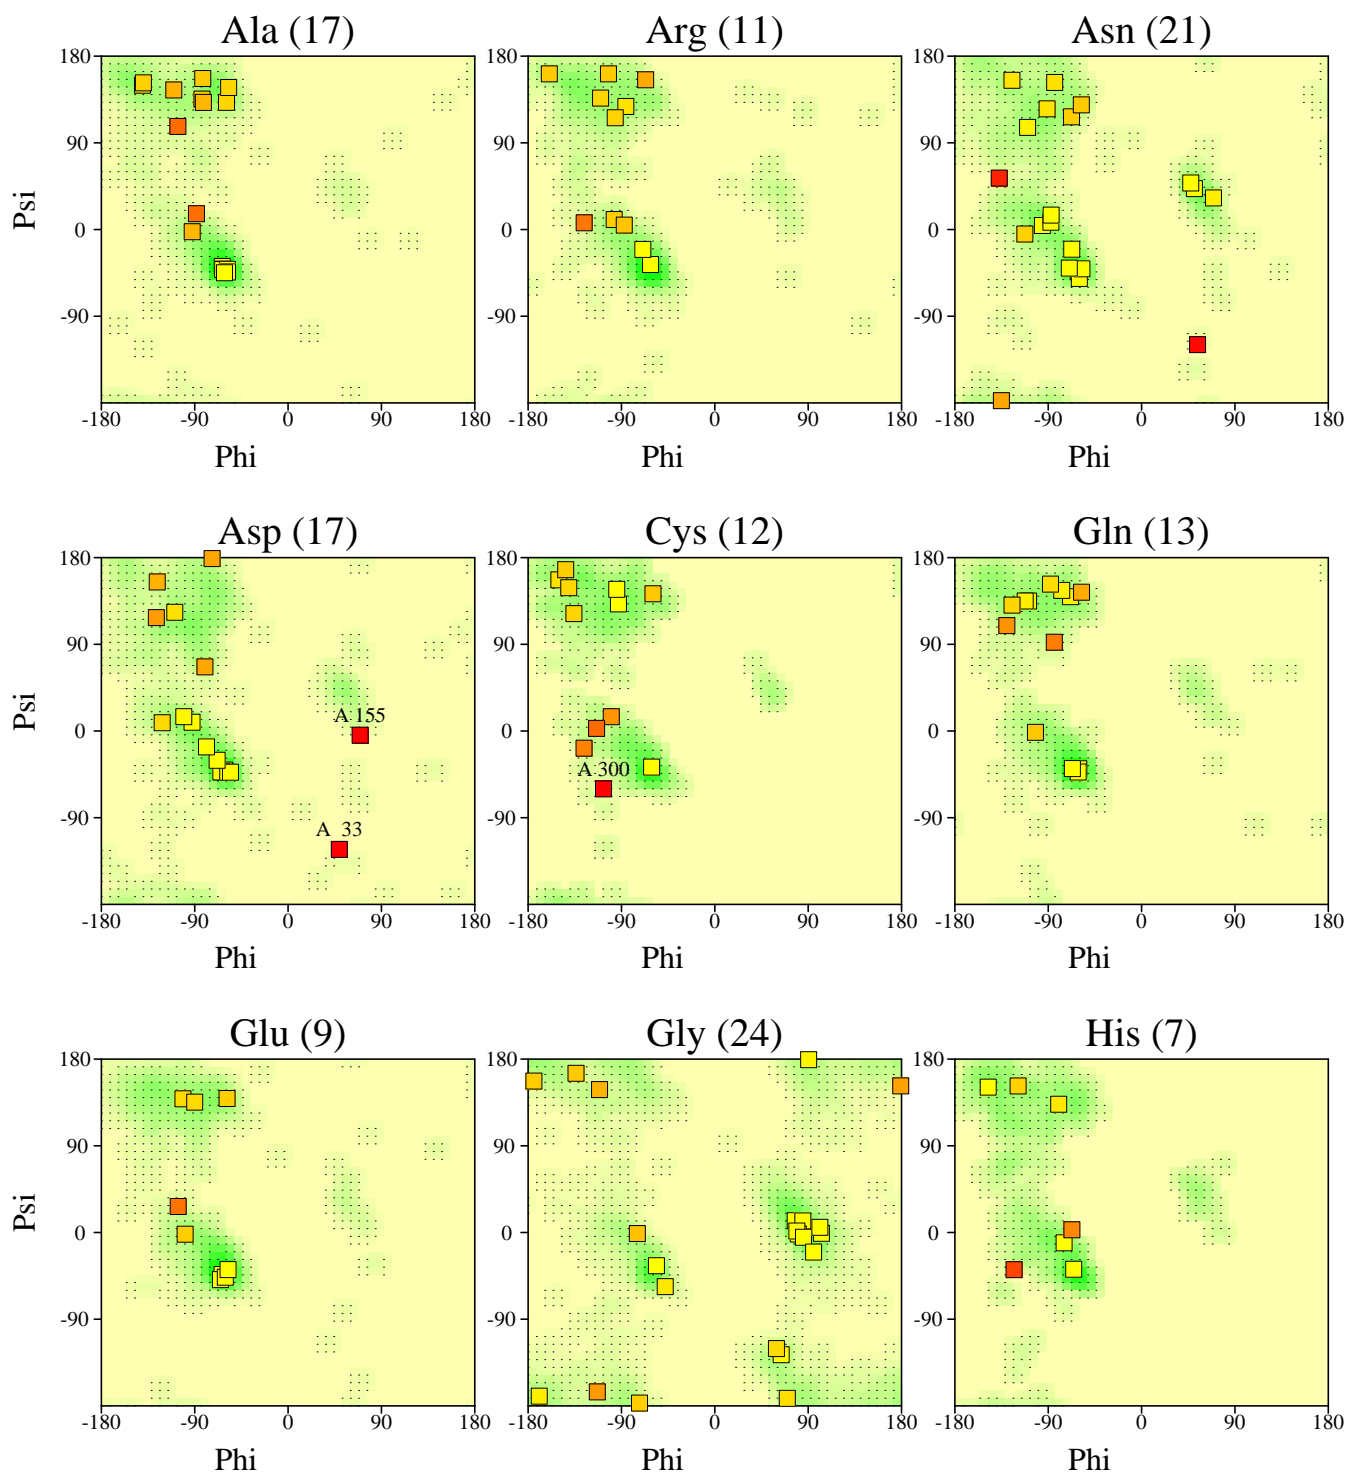 Ala (17) Arg (11) Asn (21)
180 180 180
90 90 90
Psi 0 0 0
-90 -90 -90
-180 -90 0 90 180 -180 -90 0 90 180 -180 -90 0 90 180
Phi Phi Phi
Asp (17) Cys (12) Gln (13)
180 180 180
90 90 90
A 155
Psi 0 0 0
A 300
-90 -90 -90
A 33
-180 -90 0 90 180 -180 -90 0 90 180 -180 -90 0 90 180
Phi Phi Phi
Glu (9) Gly (24) His (7)
180 180 180
90 90 90
Psi 0 0 0
-90 -90 -90
-180 -90 0 90 180 -180 -90 0 90 180 -180 -90 0 90 180
Phi Phi Phi